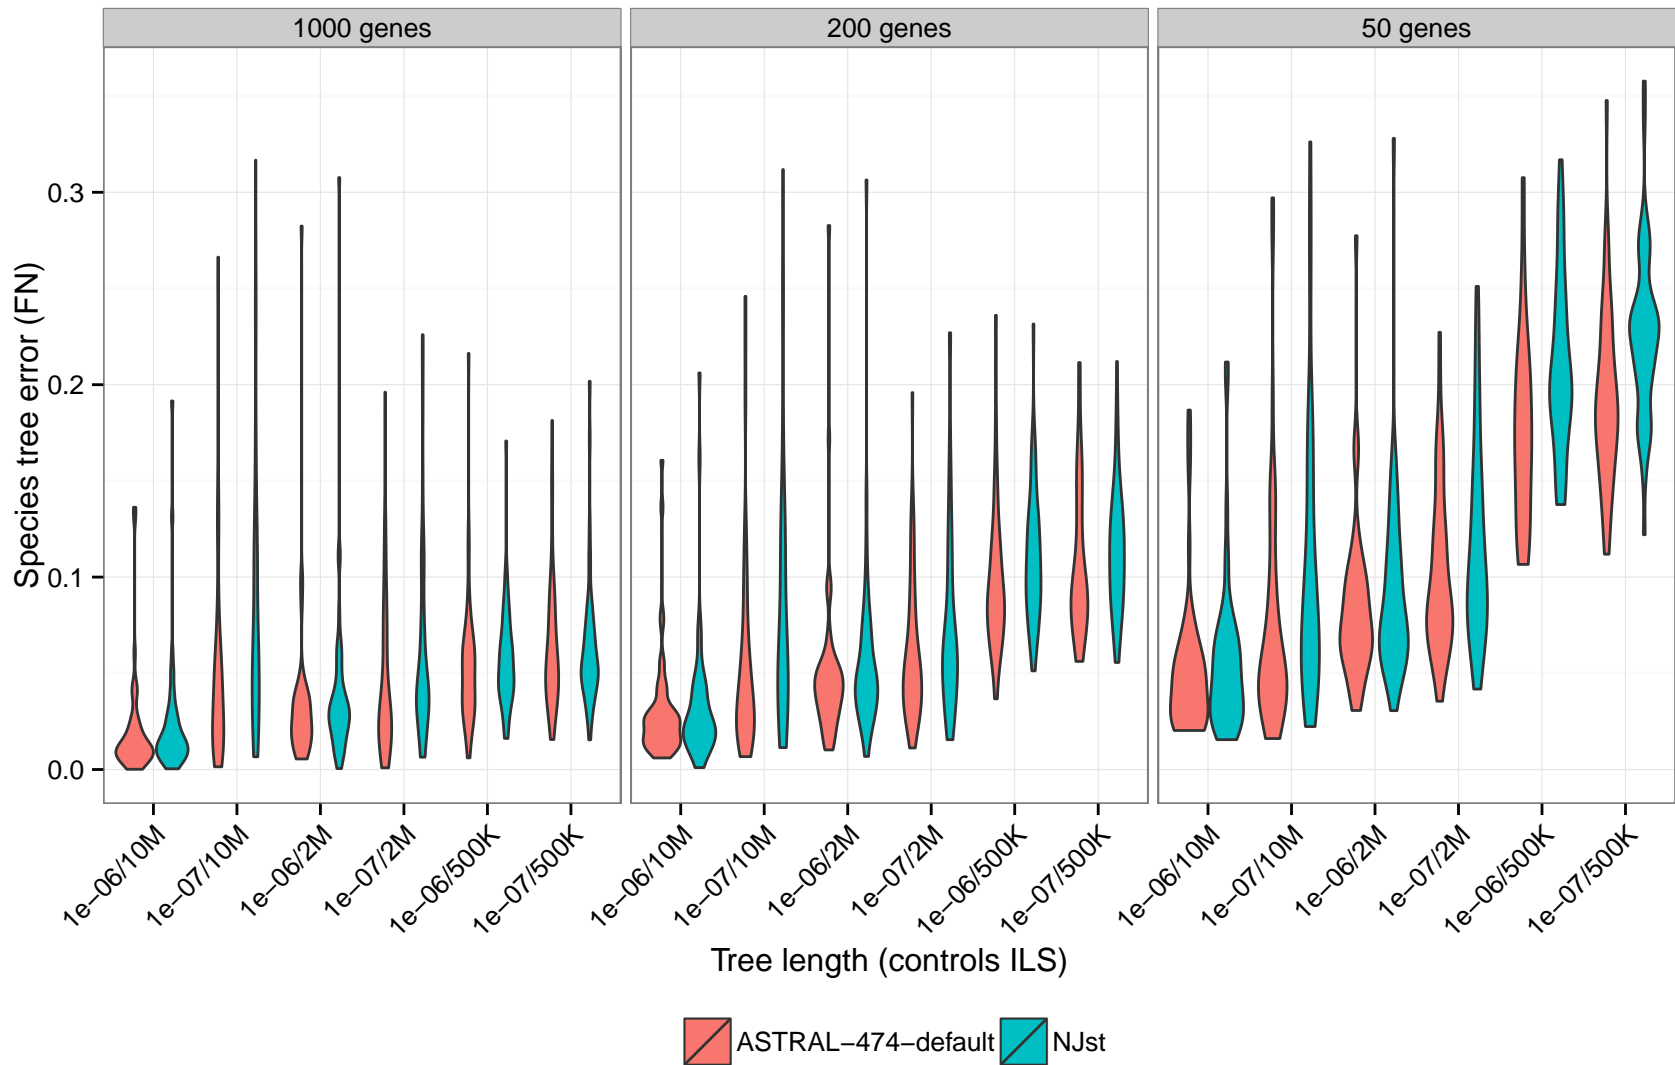 1000 genes
200 genes
50 genes
Species tree error (FN)
0.3
0.2
0.1
0.0
1e−06/10M
1e−07/10M
1e−06/2M
1e−07/2M
1e−06/500K
1e−07/500K
1e−06/10M
1e−07/10M
1e−06/2M
1e−07/2M
1e−06/500K
1e−07/500K
1e−06/10M
1e−07/10M
1e−06/2M
1e−07/2M
1e−06/500K
1e−07/500K
Tree length (controls ILS)
ASTRAL−474−default
NJst